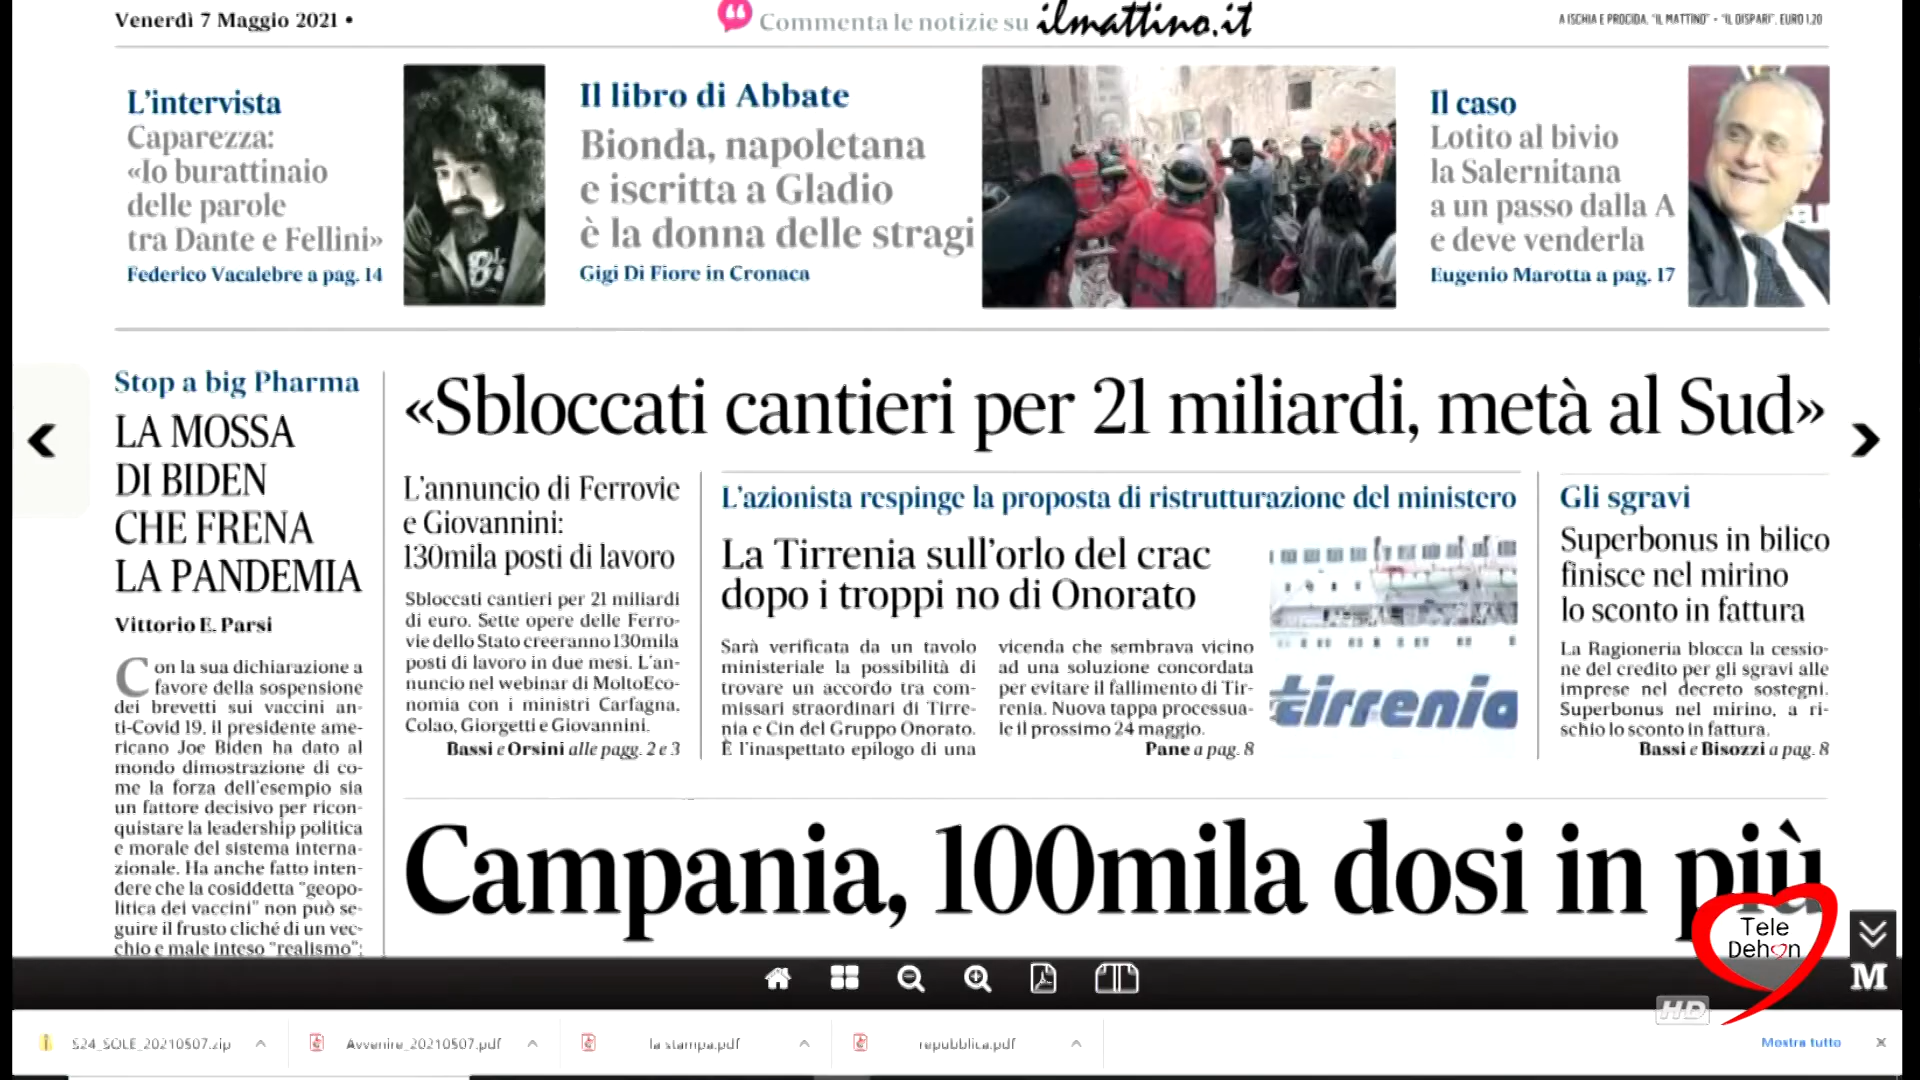 Venerdì 7 Maggio 2021 •
Commenta le notizie su ilmattino.it
A ISCHIA E PROCIDA, "IL MATTINO" + "IL DISPARI", EURO 1,20
L'intervista
Caparezza:
«Io burattinaio
delle parole
tra Dante e Fellini»
Federico Vacalebre a pag. 14
Il libro di Abbate
Bionda, napoletana
e iscritta a Gladio
è la donna delle stragi
Gigi Di Fiore in Cronaca
Il caso
Lotito al bivio
la Salernitana
a un passo dalla A
e deve venderla
Eugenio Marotta a pag. 17
Stop a big Pharma
LA MOSSA
DI BIDEN
CHE FRENA
LA PANDEMIA
Vittorio E. Parsi
Con la sua dichiarazione a
favore della sospensione
dei brevetti sui vaccini an-
ti-Covid 19, il presidente ame-
ricano Joe Biden ha dato al
mondo dimostrazione di co-
me la forza dell'esempio sia
un fattore decisivo per ricon-
quistare la leadership politica
e morale del sistema interna-
zionale. Ha anche fatto inten-
dere che la cosiddetta "geopo-
litica dei vaccini" non può se-
guire il frusto cliché di un vec-
chio e male inteso "realismo":
«Sbloccati cantieri per 21 miliardi, metà al Sud»
L'annuncio di Ferrovie
e Giovannini:
130mila posti di lavoro
Sbloccati cantieri per 21 miliardi
di euro. Sette opere delle Ferro-
vie dello Stato creeranno 130mila
posti di lavoro in due mesi. L'an-
nuncio nel webinar di MoltoEco-
nomia con i ministri Carfagna,
Colao, Giorgetti e Giovannini.
Bassi e Orsini alle pagg. 2 e 3
L'azionista respinge la proposta di ristrutturazione del ministero
La Tirrenia sull'orlo del crac
dopo i troppi no di Onorato
Sarà verificata da un tavolo
ministeriale la possibilità di
trovare un accordo tra com-
missari straordinari di Tirre-
nia e Cin del Gruppo Onorato.
È l'inaspettato epilogo di una
vicenda che sembrava vicino
ad una soluzione concordata
per evitare il fallimento di Tir-
renia. Nuova tappa processua-
le il prossimo 24 maggio.
Pane a pag. 8
tirrenia
Gli sgravi
Superbonus in bilico
finisce nel mirino
lo sconto in fattura
La Ragioneria blocca la cessio-
ne del credito per gli sgravi alle
imprese nel decreto sostegni.
Superbonus nel mirino, a ri-
schio lo sconto in fattura.
Bassi e Bisozzi a pag. 8
Campania, 100mila dosi in più
Tele
Dehon
HD
M
S24_SOLE_20210507.zip
Avvenire_20210507.pdf
la stampa.pdf
repubblica.pdf
Mostra tutto